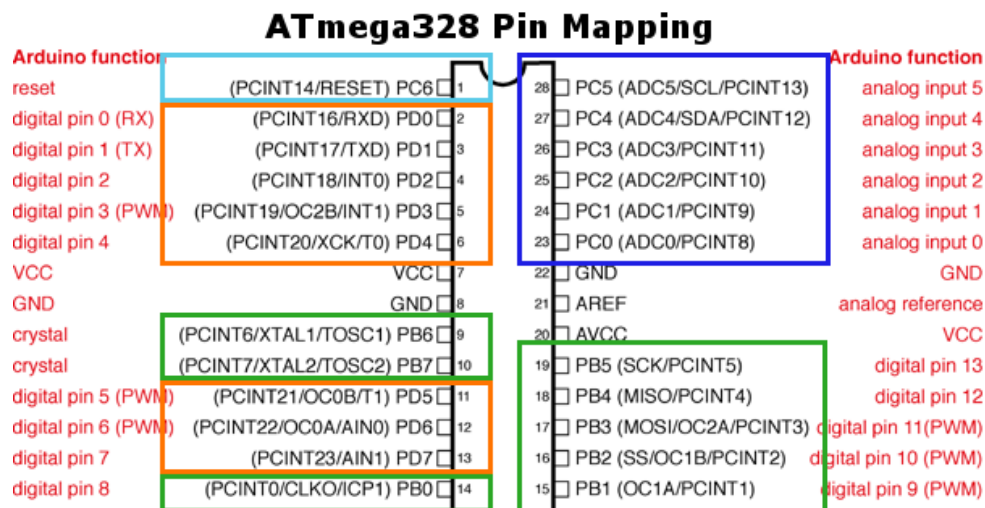 ATmega328 Pin Mapping
Arduino function Arduino function
reset (PCINT14/RESET) PC6 1 28 PC5 (ADC5/SCL/PCINT13) analog input 5
digital pin 0 (RX) (PCINT16/RXD) PD0 2 27 PC4 (ADC4/SDA/PCINT12) analog input 4
digital pin 1 (TX) (PCINT17/TXD) PD1 3 26 PC3 (ADC3/PCINT11) analog input 3
digital pin 2 (PCINT18/INT0) PD2 4 25 PC2 (ADC2/PCINT10) analog input 2
digital pin 3 (PWM) (PCINT19/OC2B/INT1) PD3 5 24 PC1 (ADC1/PCINT9) analog input 1
digital pin 4 (PCINT20/XCK/T0) PD4 6 23 PC0 (ADC0/PCINT8) analog input 0
VCC VCC 7 22 GND GND
GND GND 8 21 AREF analog reference
crystal (PCINT6/XTAL1/TOSC1) PB6 9 20 AVCC VCC
crystal (PCINT7/XTAL2/TOSC2) PB7 10 19 PB5 (SCK/PCINT5) digital pin 13
digital pin 5 (PWM) (PCINT21/OC0B/T1) PD5 11 18 PB4 (MISO/PCINT4) digital pin 12
digital pin 6 (PWM) (PCINT22/OC0A/AIN0) PD6 12 17 PB3 (MOSI/OC2A/PCINT3) digital pin 11(PWM)
digital pin 7 (PCINT23/AIN1) PD7 13 16 PB2 (SS/OC1B/PCINT2) digital pin 10 (PWM)
digital pin 8 (PCINT0/CLKO/ICP1) PB0 14 15 PB1 (OC1A/PCINT1) digital pin 9 (PWM)